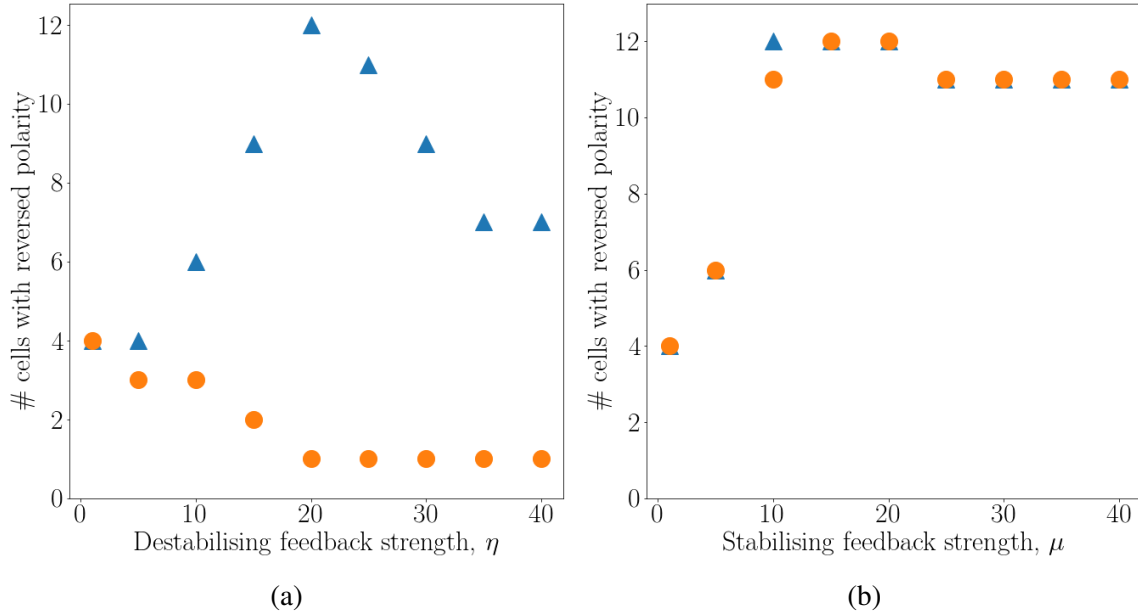 # cells with reversed polarity
12
10
8
6
4
2
0
0 10 20 30 40
Destabilising feedback strength, η
(a)
# cells with reversed polarity
12
10
8
6
4
2
0
0 10 20 30 40
Stabilising feedback strength, μ
(b)